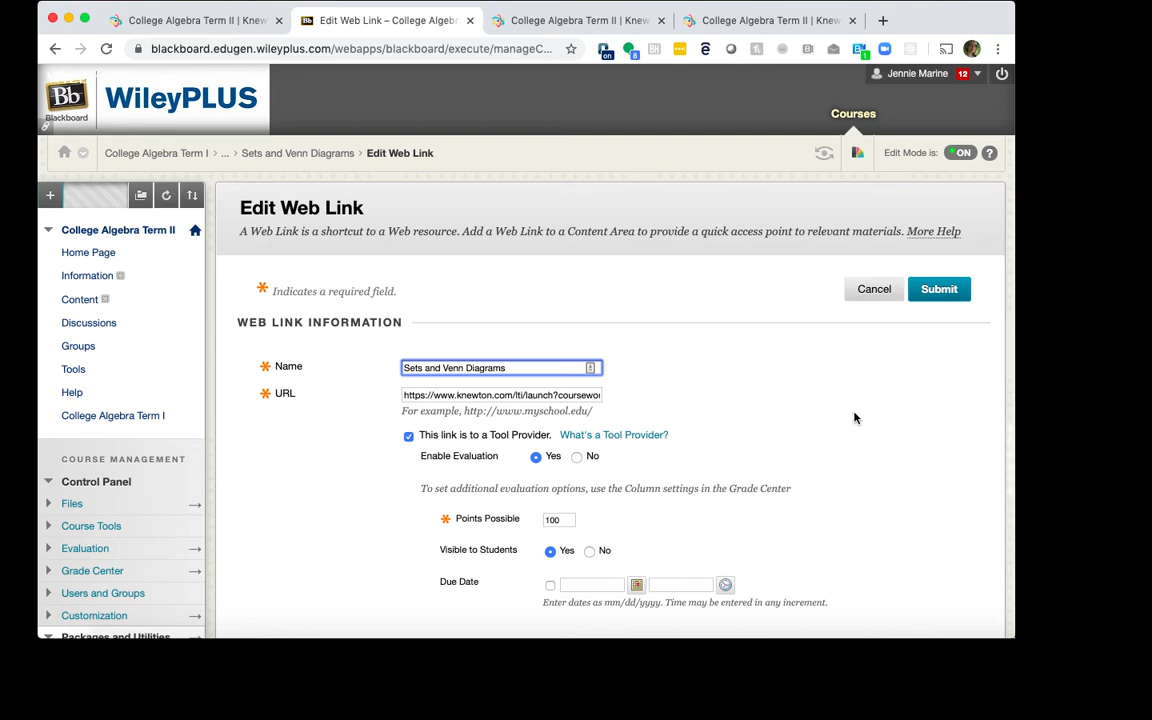 College Algebra Term II | Knew
Edit Web Link – College Algebr
College Algebra Term II | Knew
College Algebra Term II | Knew
blackboard.edugen.wileyplus.com/webapps/blackboard/execute/manageC...
on
8
BH
1
Bb
Blackboard
WileyPLUS
Jennie Marine 12
Courses
College Algebra Term I > ... > Sets and Venn Diagrams > Edit Web Link
Edit Mode is: ON ?
Edit Web Link
A Web Link is a shortcut to a Web resource. Add a Web Link to a Content Area to provide a quick access point to relevant materials. More Help
College Algebra Term II
Home Page
Information
Content
Discussions
Groups
Tools
Help
College Algebra Term I
COURSE MANAGEMENT
Control Panel
Files
Course Tools
Evaluation
Grade Center
Users and Groups
Customization
Packages and Utilities
* Indicates a required field.
Cancel Submit
WEB LINK INFORMATION
* Name Sets and Venn Diagrams
* URL https://www.knewton.com/lti/launch?coursewor
For example, http://www.myschool.edu/
This link is to a Tool Provider. What's a Tool Provider?
Enable Evaluation Yes No
To set additional evaluation options, use the Column settings in the Grade Center
* Points Possible 100
Visible to Students Yes No
Due Date
Enter dates as mm/dd/yyyy. Time may be entered in any increment.